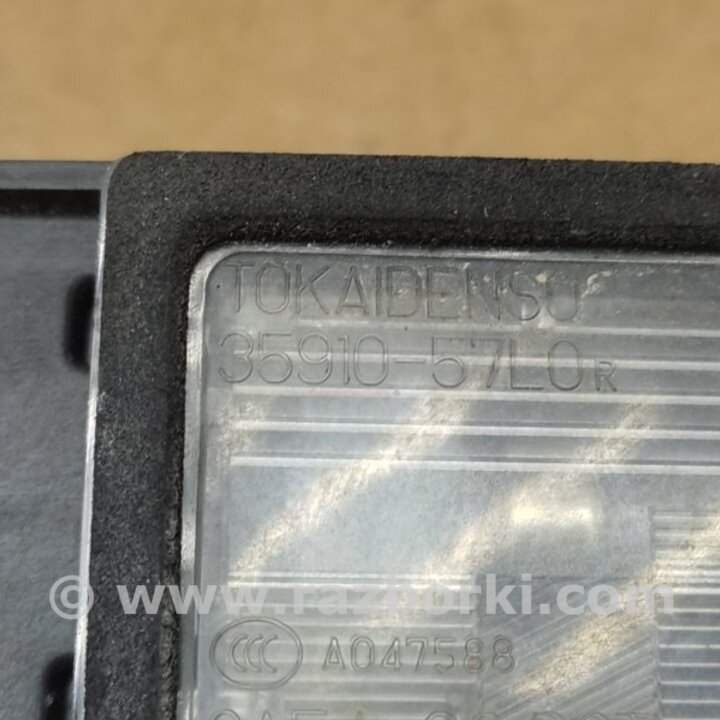 TOKAIDENSO
35910-57L0R
© www.razborki.com
CCC A047588